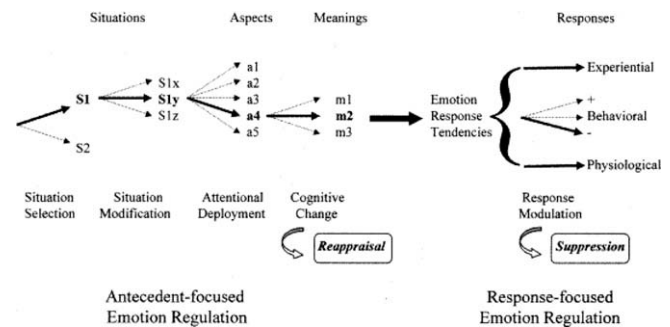 Situations Aspects Meanings Responses
a1
Experiential
S1x a2
S1 S1y a3 m1 Emotion +
S1z a4 m2 Response Behavioral
a5 m3 Tendencies -
S2
Physiological
Situation Situation Attentional Cognitive Response
Selection Modification Deployment Change Modulation
Reappraisal Suppression
Antecedent-focused Response-focused
Emotion Regulation Emotion Regulation